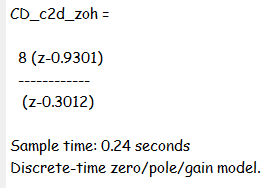 CD_c2d_zoh =
8 (z-0.9301)
------------
(z-0.3012)
Sample time: 0.24 seconds
Discrete-time zero/pole/gain model.